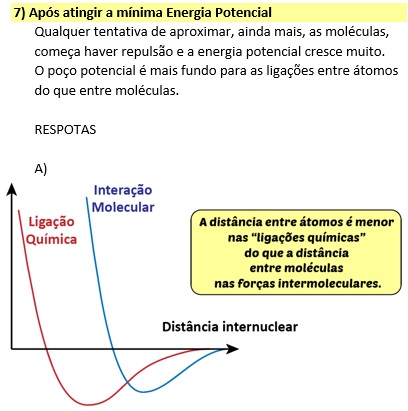 7) Após atingir a mínima Energia Potencial
Qualquer tentativa de aproximar, ainda mais, as moléculas,
começa haver repulsão e a energia potencial cresce muito.
O poço potencial é mais fundo para as ligações entre átomos
do que entre moléculas.
RESPOTAS
A)
Interação
Molecular
Ligação
Química
A distância entre átomos é menor
nas “ligações químicas”
do que a distância
entre moléculas
nas forças intermoleculares.
Distância internuclear